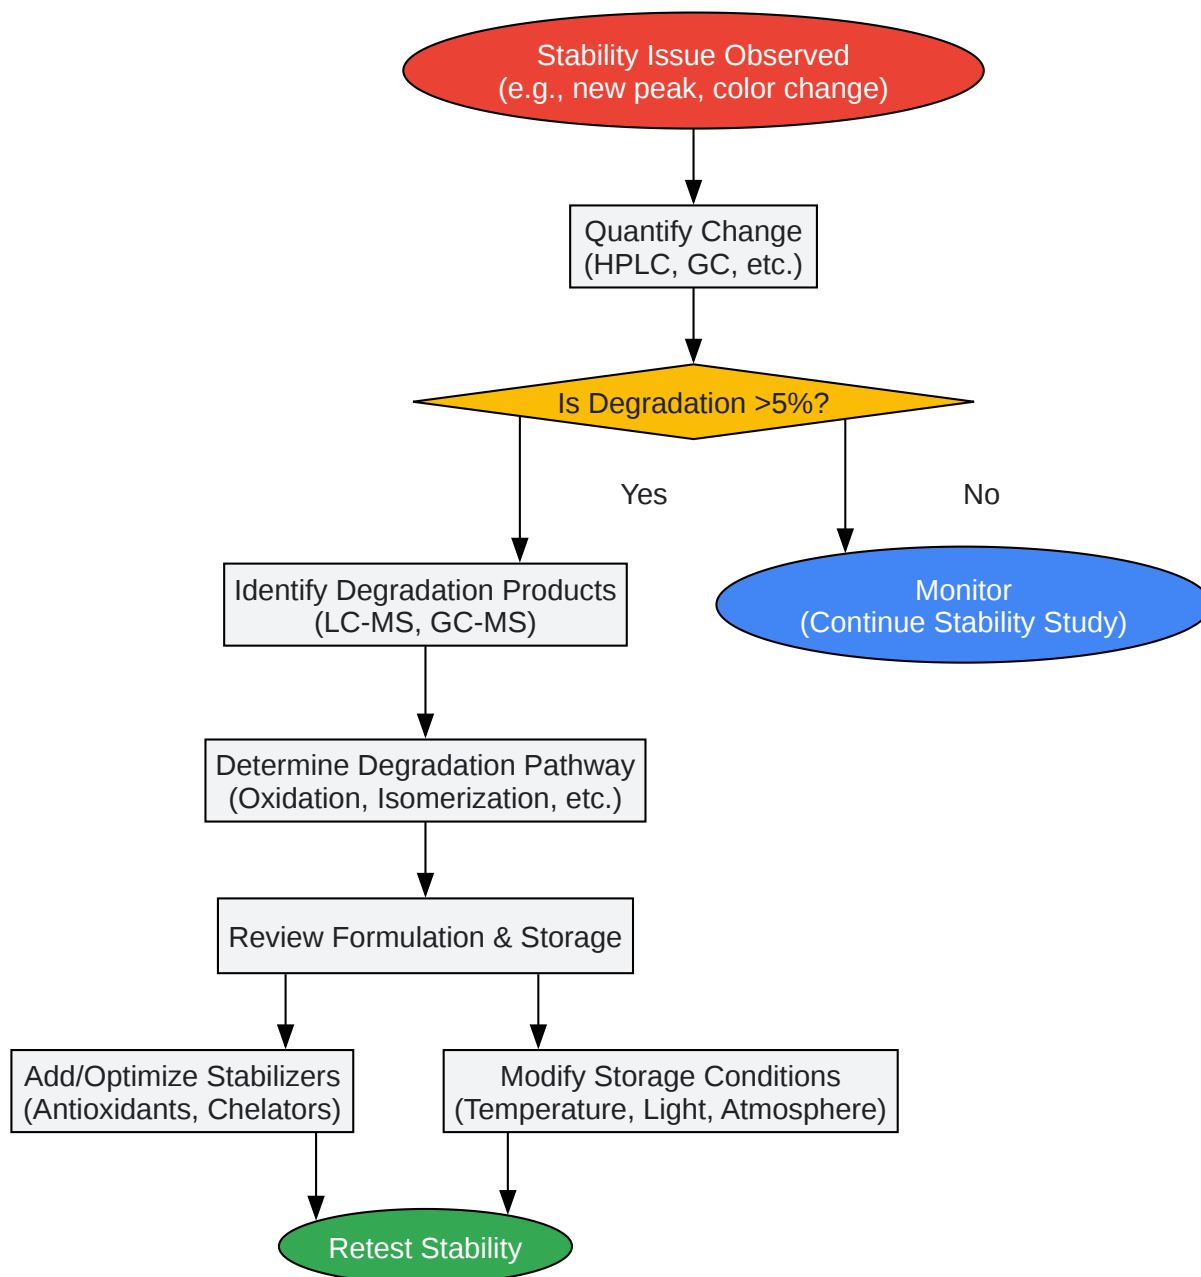 Stability Issue Observed
(e.g., new peak, color change)
Quantify Change
(HPLC, GC, etc.)
Is Degradation >5%?
Yes
No
Identify Degradation Products
(LC-MS, GC-MS)
Monitor
(Continue Stability Study)
Determine Degradation Pathway
(Oxidation, Isomerization, etc.)
Review Formulation & Storage
Add/Optimize Stabilizers
(Antioxidants, Chelators)
Modify Storage Conditions
(Temperature, Light, Atmosphere)
Retest Stability